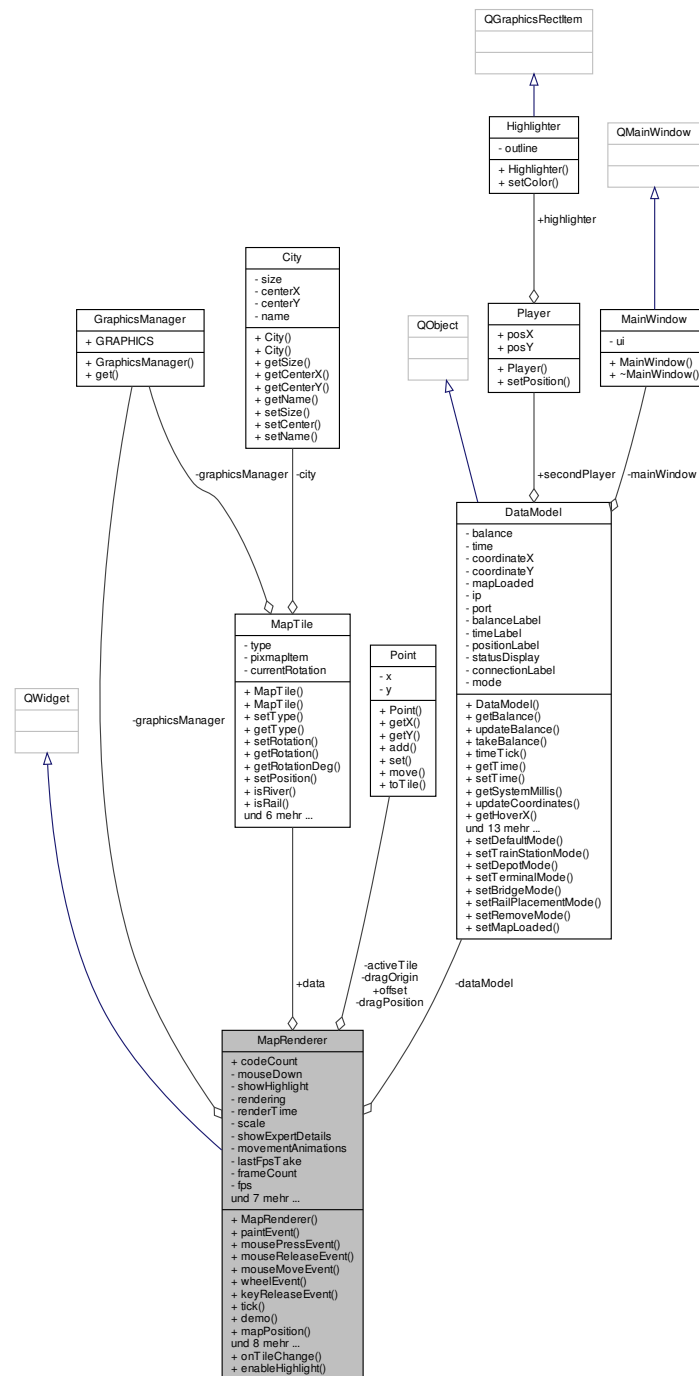 QGraphicsRectItem
Highlighter
- outline
+ Highlighter()
+ setColor()
QMainWindow
+highlighter
City
- size
- centerX
- centerY
- name
+ City()
+ City()
+ getSize()
+ getCenterX()
+ getCenterY()
+ getName()
+ setSize()
+ setCenter()
+ setName()
GraphicsManager
+ GRAPHICS
+ GraphicsManager()
+ get()
QObject
Player
+ posX
+ posY
+ Player()
+ setPosition()
MainWindow
- ui
+ MainWindow()
+ ~MainWindow()
-graphicsManager
-city
+secondPlayer
-mainWindow
DataModel
- balance
- time
- coordinateX
- coordinateY
- mapLoaded
- ip
- port
- balanceLabel
- timeLabel
- positionLabel
- statusDisplay
- connectionLabel
- mode
+ DataModel()
+ getBalance()
+ updateBalance()
+ takeBalance()
+ timeTick()
+ getTime()
+ setTime()
+ getSystemMillis()
+ updateCoordinates()
+ getHoverX()
und 13 mehr ...
+ setDefaultMode()
+ setTrainStationMode()
+ setDepotMode()
+ setTerminalMode()
+ setBridgeMode()
+ setRailPlacementMode()
+ setRemoveMode()
+ setMapLoaded()
MapTile
- type
- pixmapItem
- currentRotation
+ MapTile()
+ MapTile()
+ setType()
+ getType()
+ setRotation()
+ getRotation()
+ getRotationDeg()
+ setPosition()
+ isRiver()
+ isRail()
und 6 mehr ...
Point
- x
- y
+ Point()
+ getX()
+ getY()
+ add()
+ set()
+ move()
+ toTile()
QWidget
-graphicsManager
+data
-activeTile
-dragOrigin
+offset
-dragPosition
-dataModel
MapRenderer
+ codeCount
- mouseDown
- showHighlight
- rendering
- renderTime
- scale
- showExpertDetails
- movementAnimations
- lastFpsTake
- frameCount
- fps
und 7 mehr ...
+ MapRenderer()
+ paintEvent()
+ mousePressEvent()
+ mouseReleaseEvent()
+ mouseMoveEvent()
+ wheelEvent()
+ keyReleaseEvent()
+ tick()
+ demo()
+ mapPosition()
und 8 mehr ...
+ onTileChange()
+ enableHighlight()